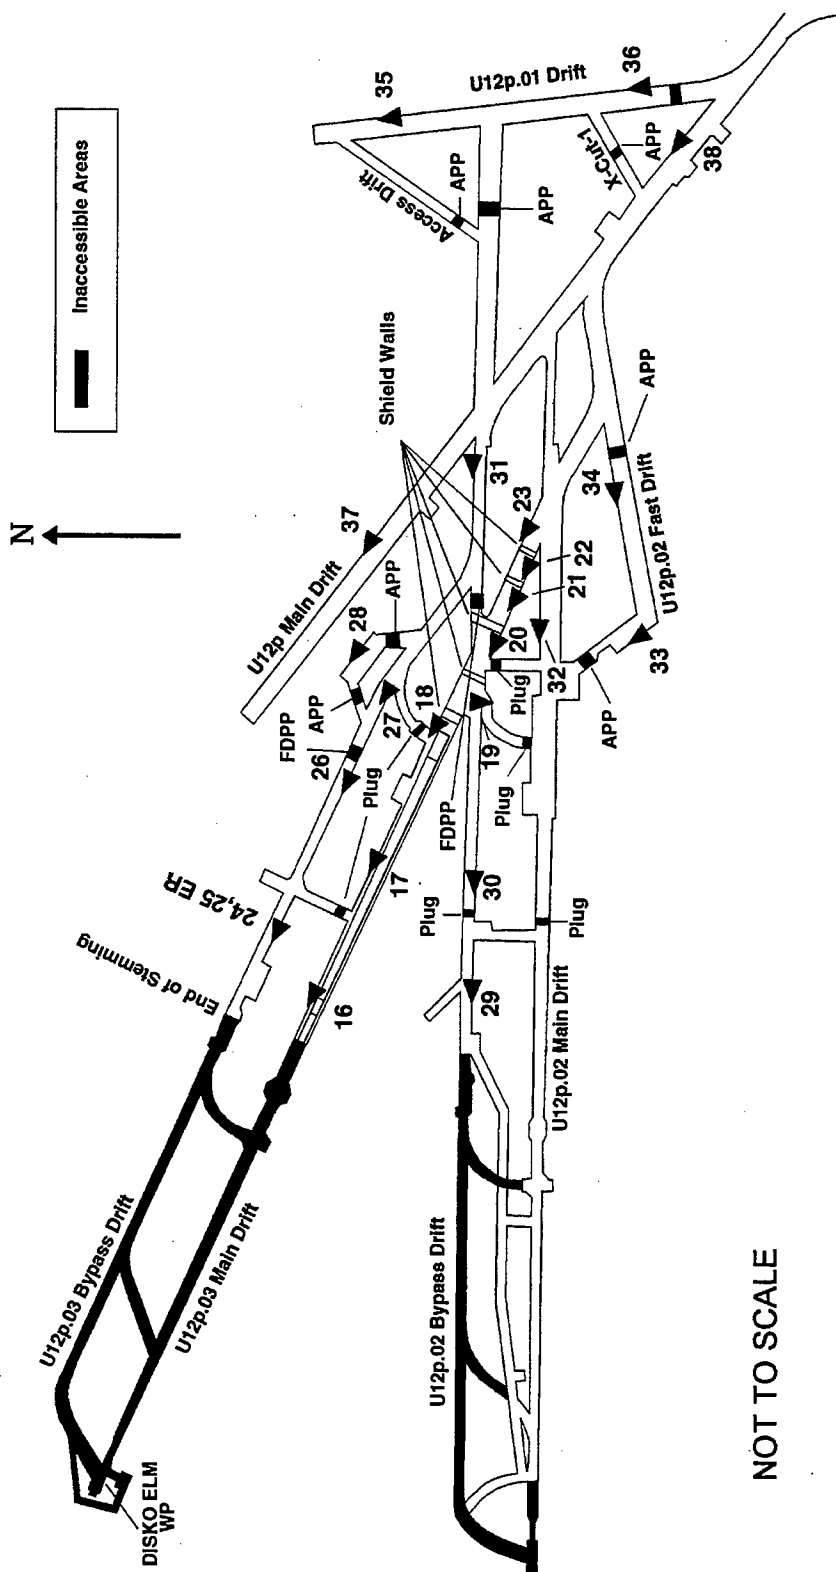 Inaccessible Areas
N
35
U12p.01 Drift
36
Access Drift
APP
APP
X-Cut-1
APP
38
Shield Walls
37
U12p Main Drift
31
23
22
21
20
34
APP
U12p.02 Fast Drift
33
32
APP
28
APP
APP
FDPP
26
27
18
Plug
19
Plug
FDPP
Plug
17
24,25 ER
End of Stemming
16
30
Plug
Plug
29
U12p.02 Main Drift
U12p.03 Bypass Drift
U12p.03 Main Drift
U12p.02 Bypass Drift
DISKO ELM
WP
NOT TO SCALE